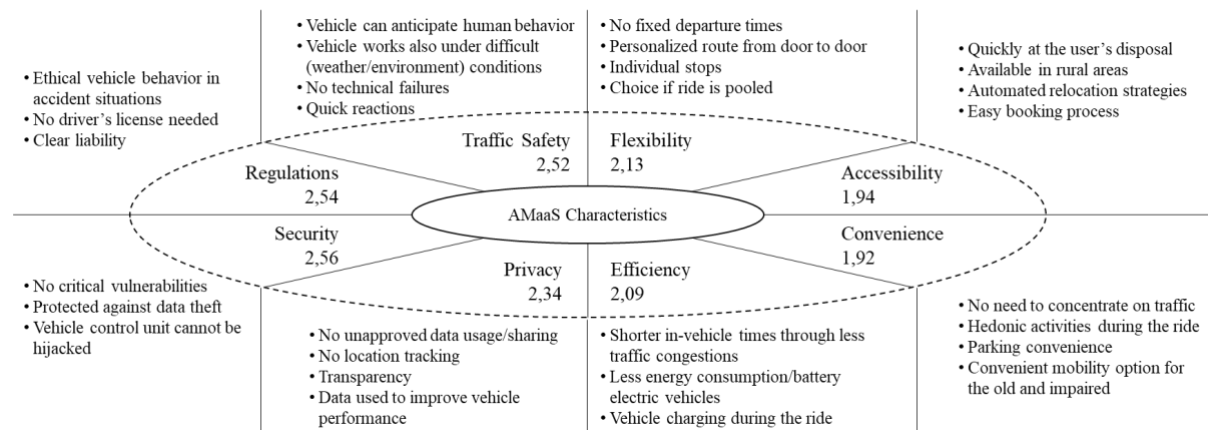 • Ethical vehicle behavior in
accident situations
• No driver's license needed
• Clear liability
• Vehicle can anticipate human behavior
• Vehicle works also under difficult
(weather/environment) conditions
• No technical failures
• Quick reactions
• No fixed departure times
• Personalized route from door to door
• Individual stops
• Choice if ride is pooled
• Quickly at the user's disposal
• Available in rural areas
• Automated relocation strategies
• Easy booking process
Regulations
2,54
Traffic Safety
2,52
Flexibility
2,13
Accessibility
1,94
AMaaS Characteristics
Security
2,56
Privacy
2,34
Efficiency
2,09
Convenience
1,92
• No critical vulnerabilities
• Protected against data theft
• Vehicle control unit cannot be
hijacked
• No unapproved data usage/sharing
• No location tracking
• Transparency
• Data used to improve vehicle
performance
• Shorter in-vehicle times through less
traffic congestions
• Less energy consumption/battery
electric vehicles
• Vehicle charging during the ride
• No need to concentrate on traffic
• Hedonic activities during the ride
• Parking convenience
• Convenient mobility option for
the old and impaired